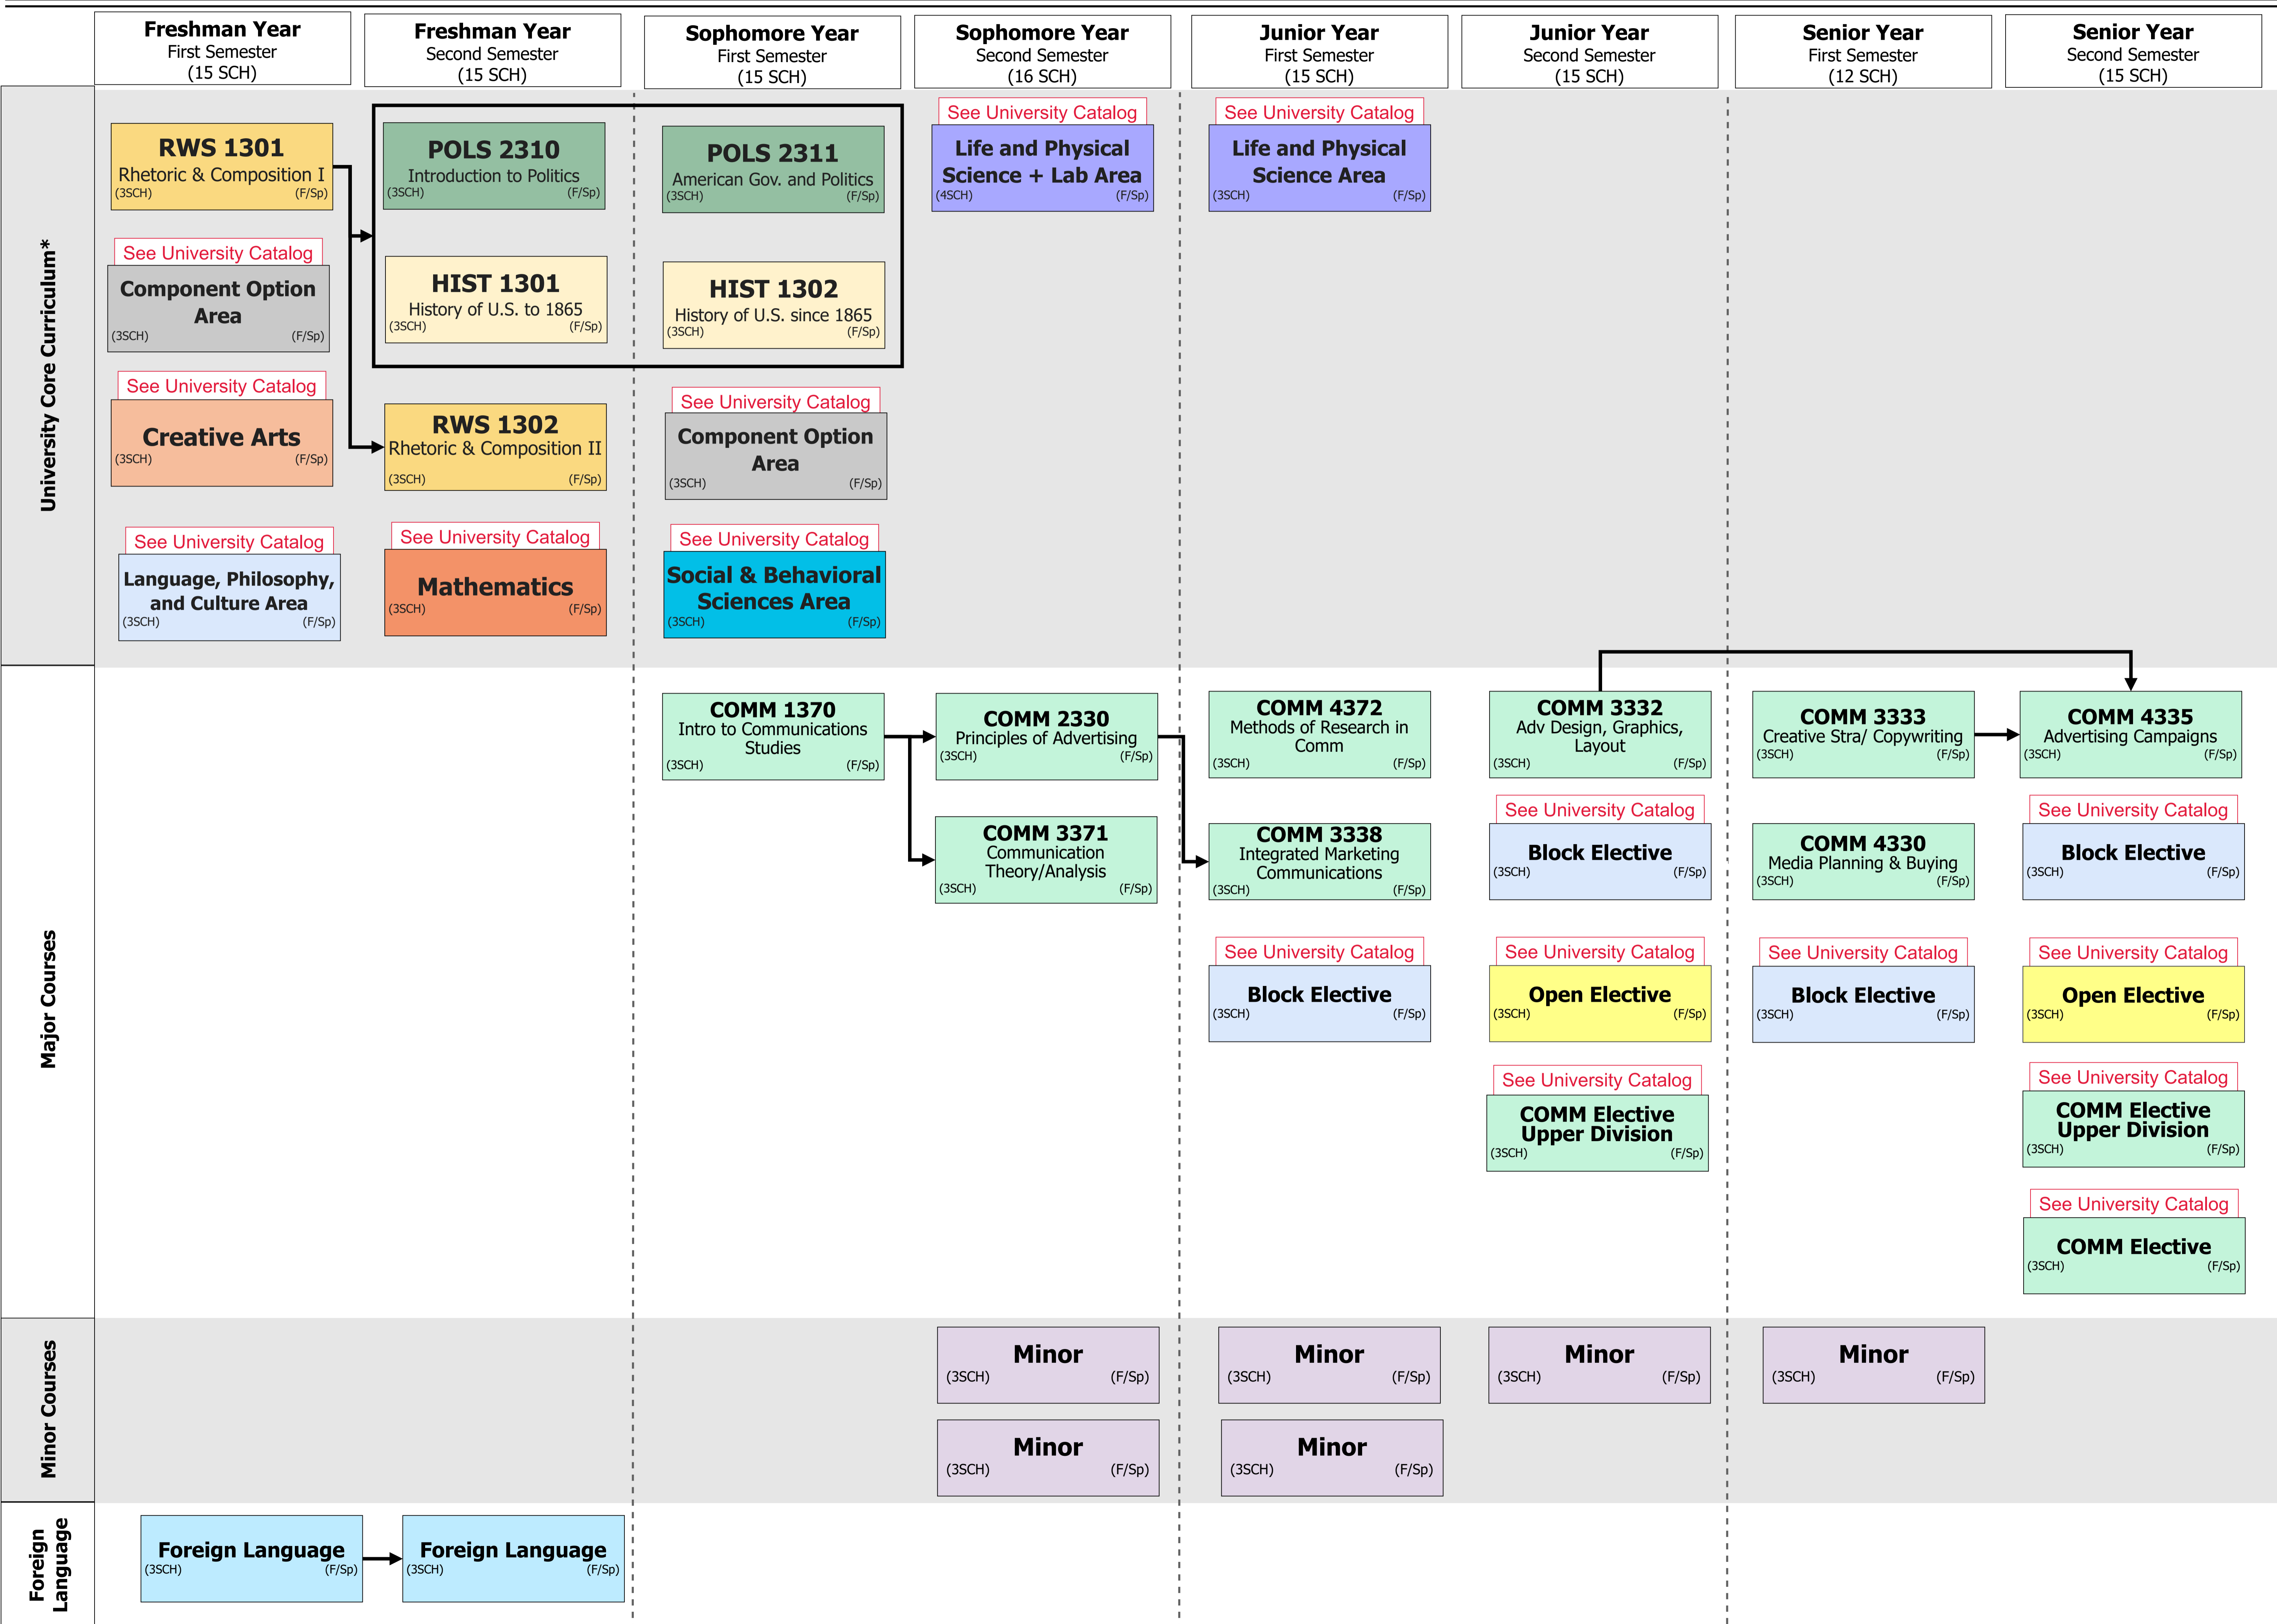 Freshman Year
First Semester
(15 SCH)
Freshman Year
Second Semester
(15 SCH)
Sophomore Year
First Semester
(15 SCH)
Sophomore Year
Second Semester
(16 SCH)
Junior Year
First Semester
(15 SCH)
Junior Year
Second Semester
(15 SCH)
Senior Year
First Semester
(12 SCH)
Senior Year
Second Semester
(15 SCH)
University Core Curriculum*
RWS 1301
Rhetoric & Composition I
(3SCH) (F/Sp)
See University Catalog
Component Option
Area
(3SCH) (F/Sp)
See University Catalog
Creative Arts
(3SCH) (F/Sp)
See University Catalog
Language, Philosophy,
and Culture Area
(3SCH) (F/Sp)
POLS 2310
Introduction to Politics
(3SCH) (F/Sp)
HIST 1301
History of U.S. to 1865
(3SCH) (F/Sp)
RWS 1302
Rhetoric & Composition II
(3SCH) (F/Sp)
See University Catalog
Mathematics
(3SCH) (F/Sp)
POLS 2311
American Gov. and Politics
(3SCH) (F/Sp)
HIST 1302
History of U.S. since 1865
(3SCH) (F/Sp)
See University Catalog
Component Option
Area
(3SCH) (F/Sp)
See University Catalog
Social & Behavioral
Sciences Area
(3SCH) (F/Sp)
See University Catalog
Life and Physical
Science + Lab Area
(4SCH) (F/Sp)
See University Catalog
Life and Physical
Science Area
(3SCH) (F/Sp)
Major Courses
COMM 1370
Intro to Communications
Studies
(3SCH) (F/Sp)
COMM 2330
Principles of Advertising
(3SCH) (F/Sp)
COMM 3371
Communication
Theory/Analysis
(3SCH) (F/Sp)
COMM 4372
Methods of Research in
Comm
(3SCH) (F/Sp)
COMM 3338
Integrated Marketing
Communications
(3SCH) (F/Sp)
See University Catalog
Block Elective
(3SCH) (F/Sp)
COMM 3332
Adv Design, Graphics,
Layout
(3SCH) (F/Sp)
See University Catalog
Block Elective
(3SCH) (F/Sp)
See University Catalog
Open Elective
(3SCH) (F/Sp)
See University Catalog
COMM Elective
Upper Division
(3SCH) (F/Sp)
COMM 3333
Creative Stra/ Copywriting
(3SCH) (F/Sp)
COMM 4330
Media Planning & Buying
(3SCH) (F/Sp)
See University Catalog
Block Elective
(3SCH) (F/Sp)
COMM 4335
Advertising Campaigns
(3SCH) (F/Sp)
See University Catalog
Block Elective
(3SCH) (F/Sp)
See University Catalog
Open Elective
(3SCH) (F/Sp)
See University Catalog
COMM Elective
Upper Division
(3SCH) (F/Sp)
See University Catalog
COMM Elective
(3SCH) (F/Sp)
Minor Courses
Minor
(3SCH) (F/Sp)
Minor
(3SCH) (F/Sp)
Minor
(3SCH) (F/Sp)
Minor
(3SCH) (F/Sp)
Minor
(3SCH) (F/Sp)
Minor
(3SCH) (F/Sp)
Foreign
Language
Foreign Language
(3SCH) (F/Sp)
Foreign Language
(3SCH) (F/Sp)